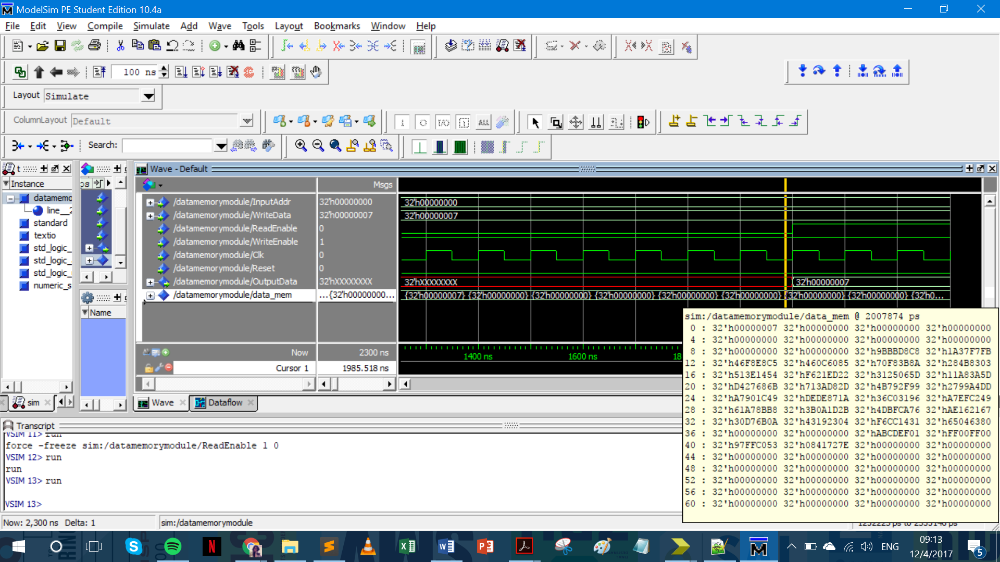 ModelSim PE Student Edition 10.4a
File Edit View Compile Simulate Add Wave Tools Layout Bookmarks Window Help
100 ns
Layout Simulate
ColumnLayout Default
ALL
Search:
Wave - Default
Instance
Msgs
datamemo
line__2
standard
textio
std_logic_
std_logic_
std_logic_
numeric_s
Name
sim
/datamemorymodule/InputAddr 32'h00000000 32'h00000000
/datamemorymodule/WriteData 32'h00000007 32'h00000007
/datamemorymodule/ReadEnable 0
/datamemorymodule/WriteEnable 1
/datamemorymodule/Clk 0
/datamemorymodule/Reset 0
/datamemorymodule/OutputData 32'hXXXXXXXX 32'hXXXXXXXX 32'h00000007
/datamemorymodule/data_mem ...{32'h00000000... {32'h00000007} {32'h00000000} {32'h00000000} {32'h00000000} {32'h00000000} {32'h00000000} {32'h00000000} {32'h00000000} {32'h0...
Now 2300 ns 1400 ns 1600 ns 18
Cursor 1 1985.518 ns
Wave Dataflow
sim:/datamemorymodule/data_mem @ 2007874 ps
0 : 32'h00000007 32'h00000000 32'h00000000 32'h00000000
4 : 32'h00000000 32'h00000000 32'h00000000 32'h00000000
8 : 32'h00000000 32'h00000000 32'h9BBBD8C8 32'h1A37F7FB
12 : 32'h46F8E8C5 32'h460C6085 32'h70F83B8A 32'h284B8303
16 : 32'h513E1454 32'hF621ED22 32'h3125065D 32'h11A83A5D
20 : 32'hD427686B 32'h713AD82D 32'h4B792F99 32'h2799A4DD
24 : 32'hA7901C49 32'hDEDE871A 32'h36C03196 32'hA7EFC249
28 : 32'h61A78BB8 32'h3B0A1D2B 32'h4DBFCA76 32'hAE162167
32 : 32'h30D76B0A 32'h43192304 32'hF6CC1431 32'h65046380
36 : 32'h00000000 32'h00000000 32'hABCDEF01 32'hFF00FF00
40 : 32'h97FFC053 32'h0841727E 32'h00000000 32'h00000000
44 : 32'h00000000 32'h00000000 32'h00000000 32'h00000000
48 : 32'h00000000 32'h00000000 32'h00000000 32'h00000000
52 : 32'h00000000 32'h00000000 32'h00000000 32'h00000000
56 : 32'h00000000 32'h00000000 32'h00000000 32'h00000000
60 : 32'h00000000 32'h00000000 32'h00000000 32'h00000000
Transcript
VSIM 11> run
force -freeze sim:/datamemorymodule/ReadEnable 1 0
VSIM 12> run
run
VSIM 13> run
VSIM 13>
Now: 2,300 ns Delta: 1 sim:/datamemorymodule
ENG
09:13
12/4/2017
5